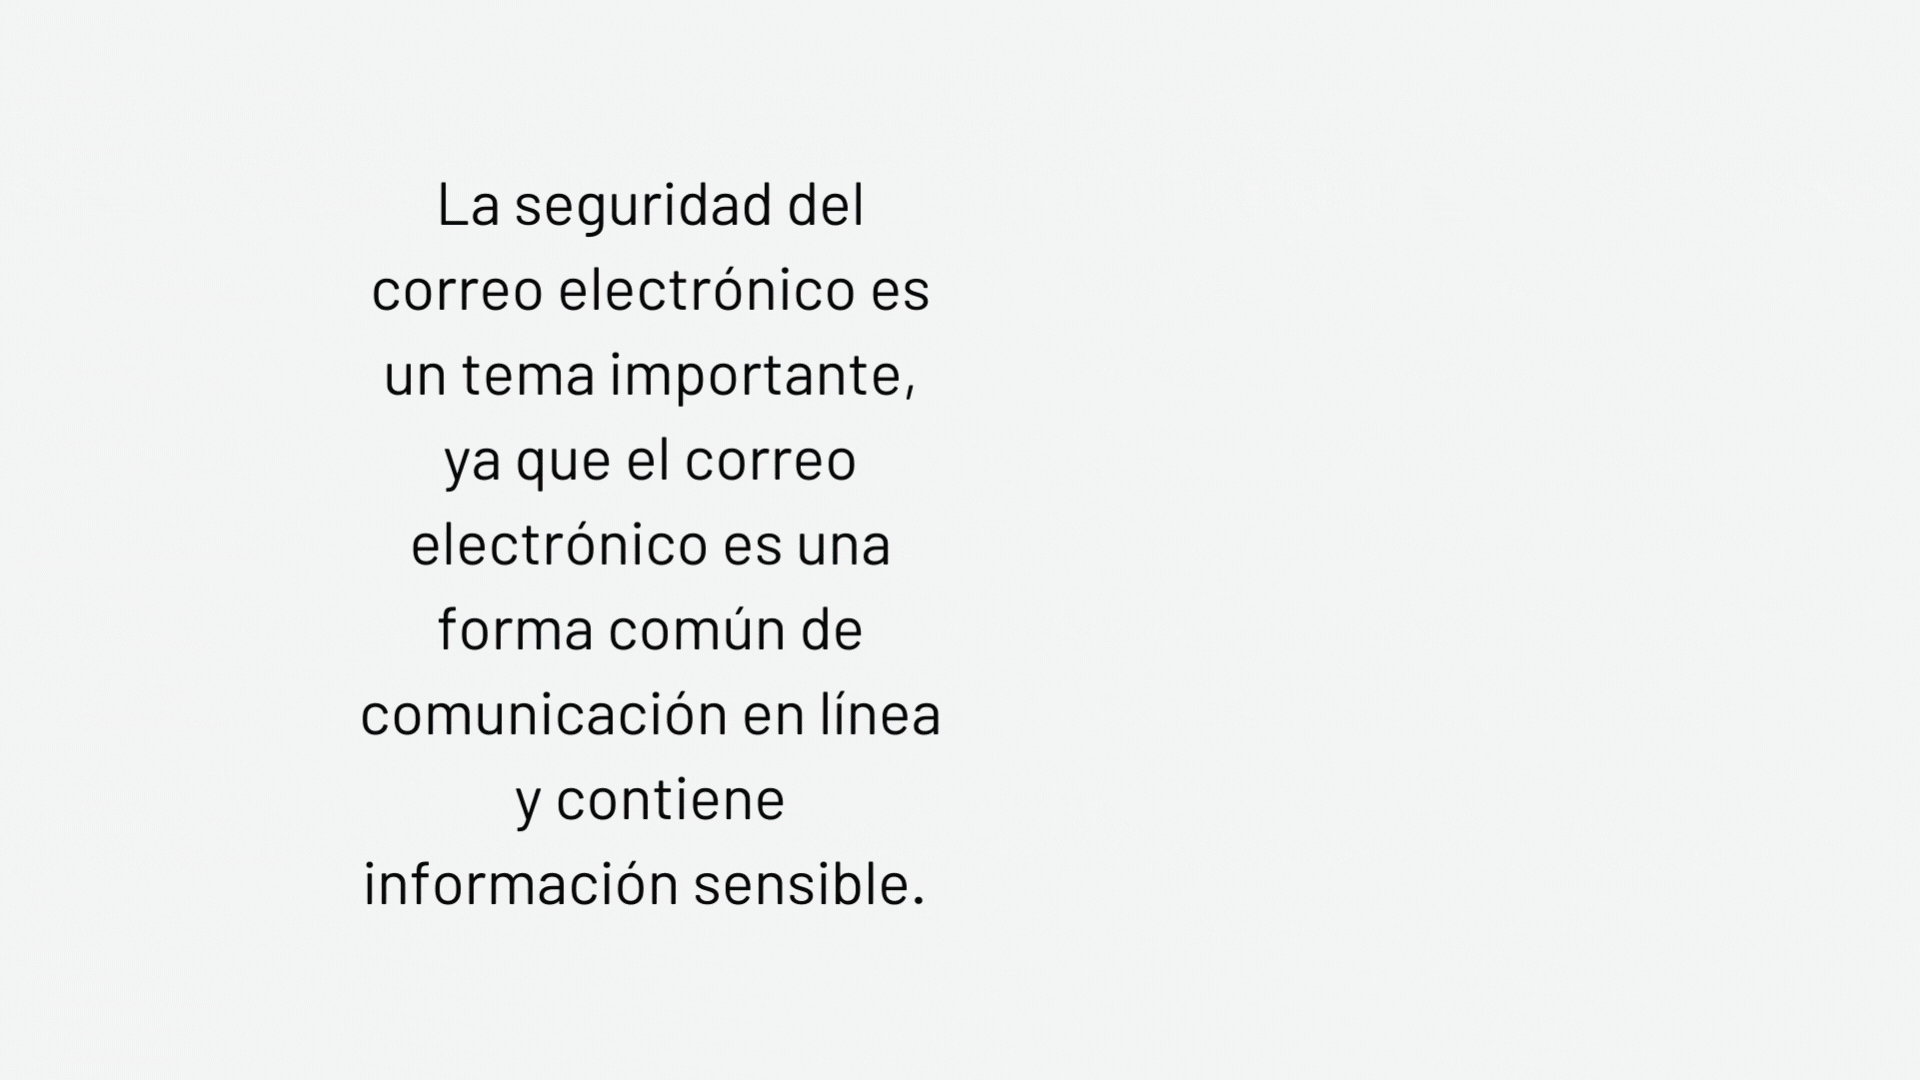 La seguridad del
correo electrónico es
un tema importante,
ya que el correo
electrónico es una
forma común de
comunicación en línea
y contiene
información sensible.